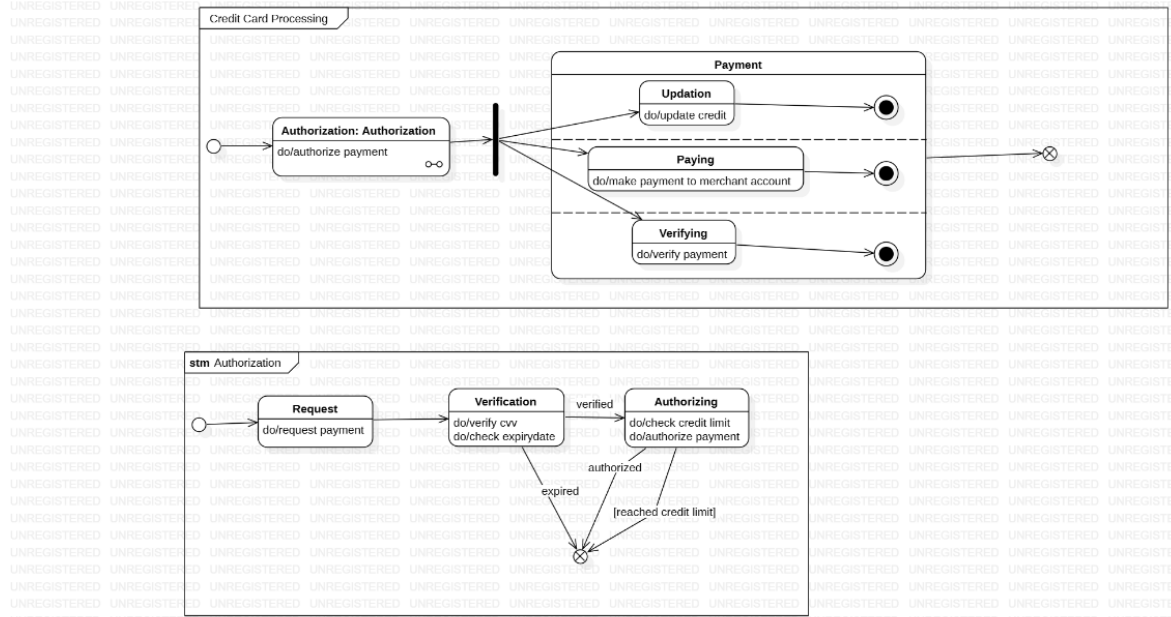 Credit Card Processing
Payment
Updation
do/update credit
Authorization: Authorization
do/authorize payment
Paying
do/make payment to merchant account
Verifying
do/verify payment
stm Authorization
Request
do/request payment
Verification
do/verify cvv
do/check expirydate
verified
Authorizing
do/check credit limit
do/authorize payment
authorized
expired
[reached credit limit]
UNREGISTERED